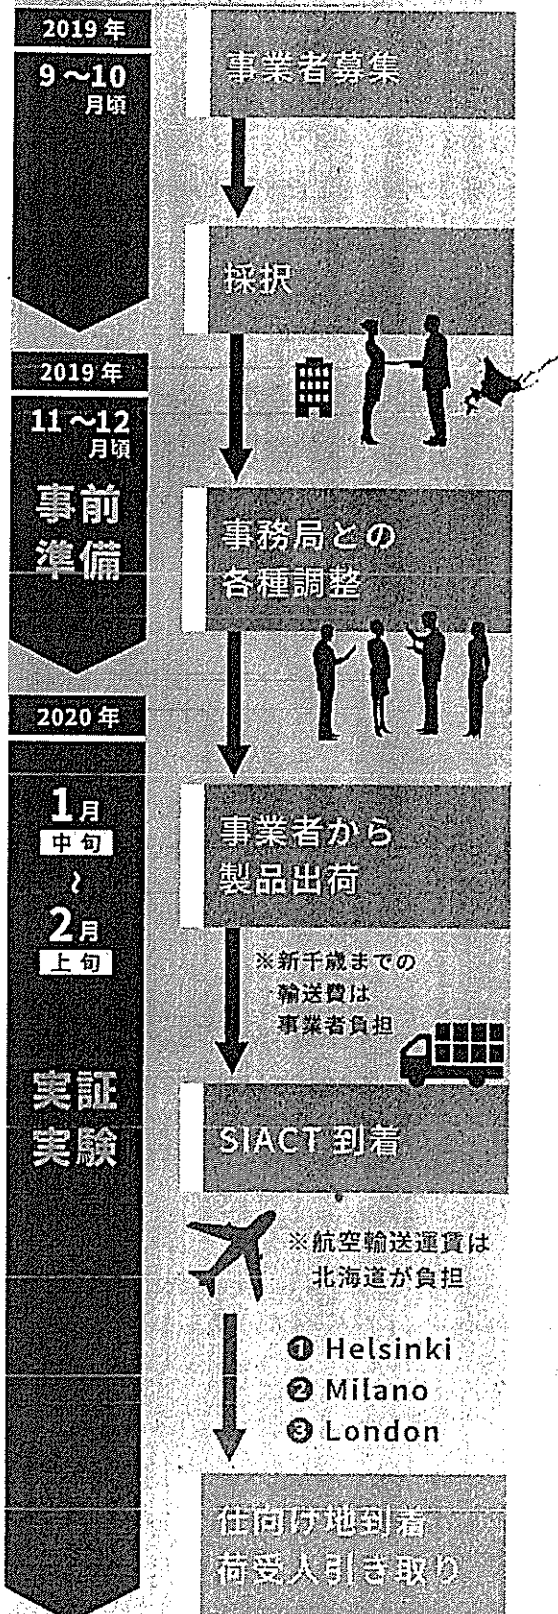 2019年
9〜10
月頃
事業者募集
採択
2019年
11〜12
月頃
事前
準備
事務局との
各種調整
2020年
1月
中旬
〜
2月
上旬
実証
実験
事業者から
製品出荷
※新千歳までの
輸送費は
事業者負担
SIACT 到着
※航空輸送運賃は
北海道が負担
❶ Helsinki
❷ Milano
❸ London
仕向け地到着
荷受人引き取り